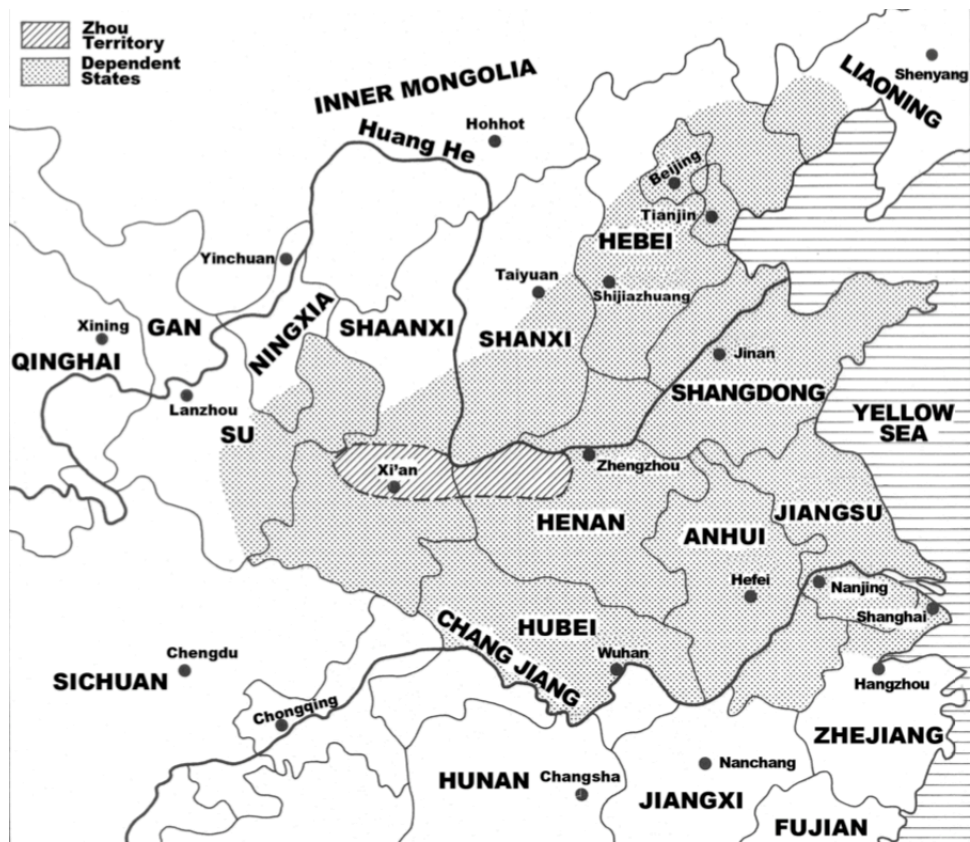 Zhou
Territory
Dependent
States
INNER MONGOLIA
Huang He
Hohhot
LIAONING
Shenyang
Beijing
Tianjin
HEBEI
Yinchuan
Taiyuan
Shijiazhuang
Xining
GAN
NINGXIA
SHAANXI
SHANXI
QINGHAI
Jinan
Lanzhou
SHANGDONG
SU
YELLOW
SEA
Xi'an
Zhengzhou
HENAN
ANHUI
JIANGSU
Hefei
Nanjing
Shanghai
HUBEI
CHANG JIANG
Wuhan
Chengdu
SICHUAN
Hangzhou
Chongqing
ZHEJIANG
HUNAN
Changsha
Nanchang
JIANGXI
FUJIAN